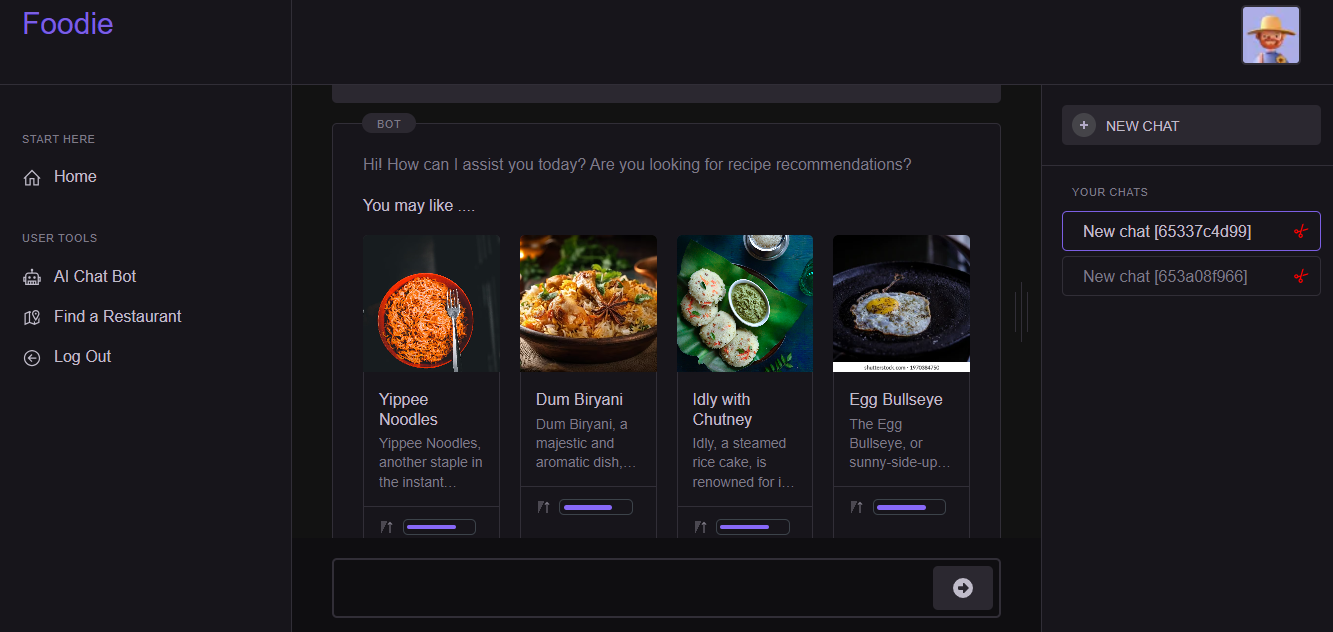 Foodie
START HERE
Home
USER TOOLS
AI Chat Bot
Find a Restaurant
Log Out
BOT
Hi! How can I assist you today? Are you looking for recipe recommendations?
You may like ....
Yippee
Noodles
Yippee Noodles,
another staple in
the instant...
Dum Biryani
Dum Biryani, a
majestic and
aromatic dish,...
Idly with
Chutney
Idly, a steamed
rice cake, is
renowned for i...
shutterstock.com · 1970384750
Egg Bullseye
The Egg
Bullseye, or
sunny-side-up...
NEW CHAT
YOUR CHATS
New chat [65337c4d99]
New chat [653a08f966]